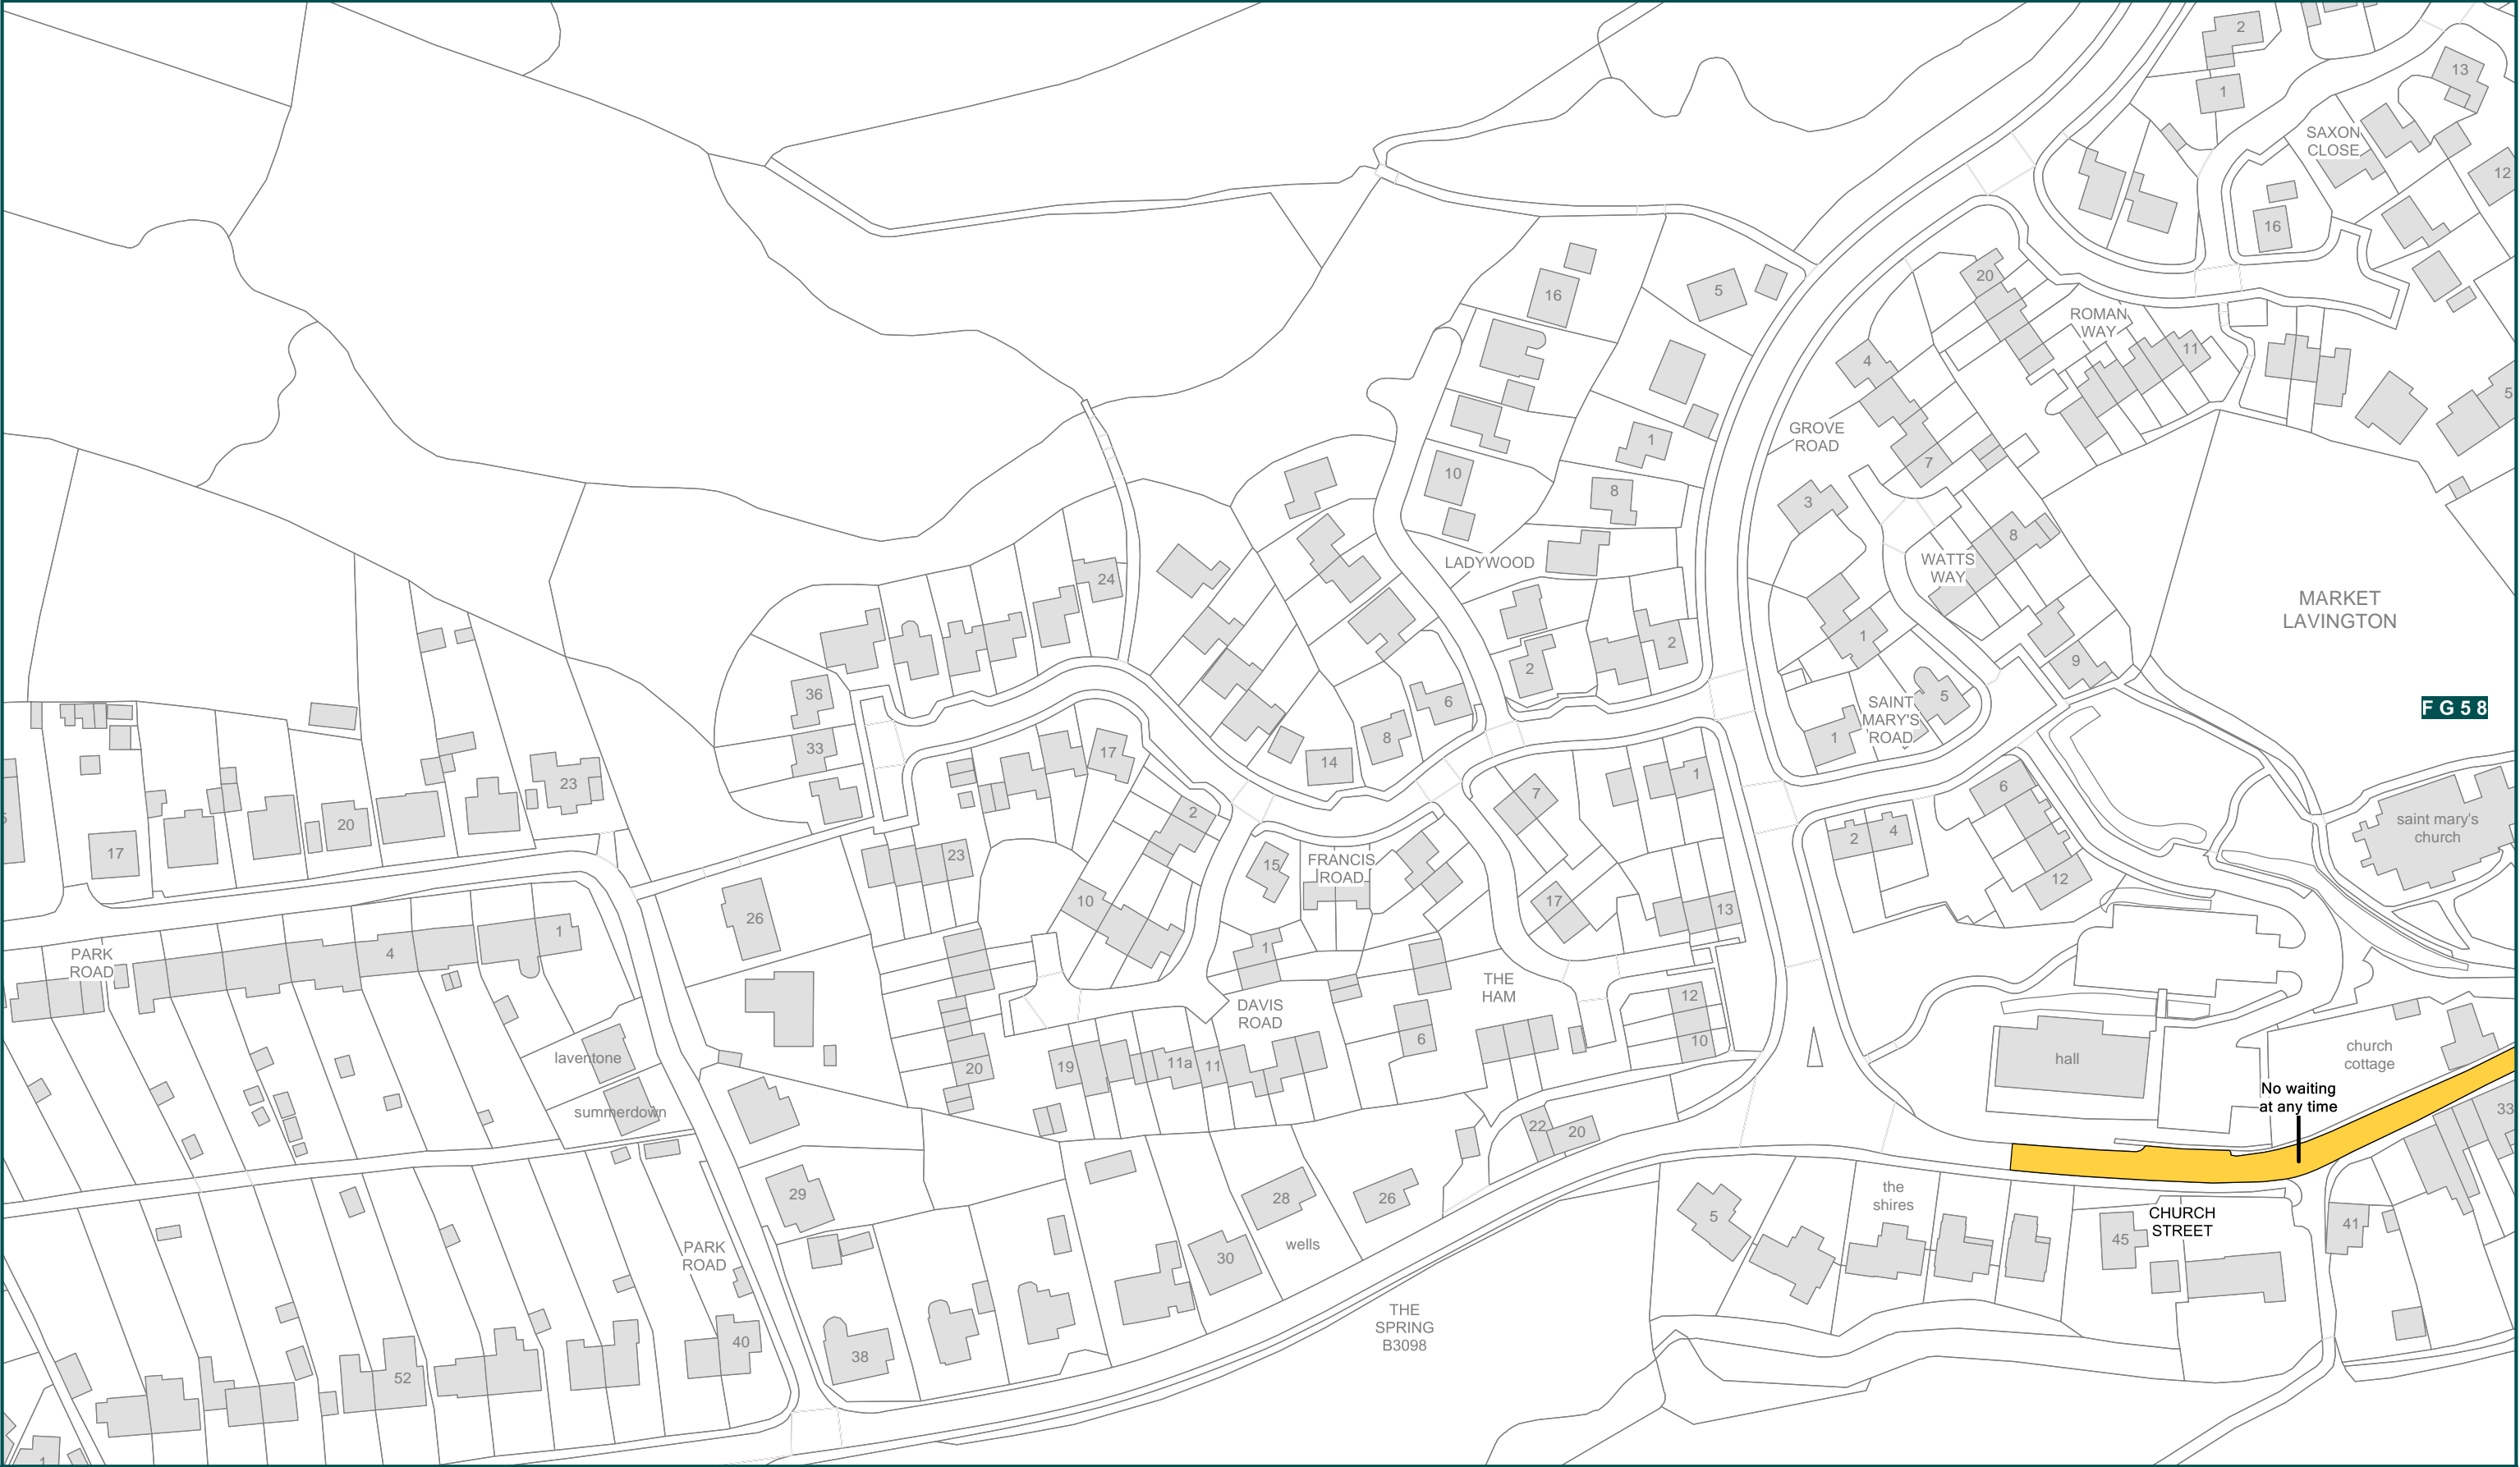 2
13
1
SAXON
CLOSE
12
16
20
16
5
ROMAN
WAY
11
4
5
GROVE
ROAD
1
7
10
8
3
8
LADYWOOD
WATTS
WAY
24
MARKET
LAVINGTON
1
2
9
2
36
6
SAINT
MARY'S
ROAD
5
FG58
8
1
33
17
14
1
23
7
6
2
20
saint mary's
church
2
4
17
23
15
FRANCIS
ROAD
12
26
10
17
13
1
4
PARK
ROAD
1
THE
HAM
12
DAVIS
ROAD
6
10
laventone
20
19
11a
11
hall
church
cottage
No waiting
at any time
summerdown
22
20
33
29
28
26
the
shires
5
CHURCH
STREET
45
41
PARK
ROAD
wells
30
THE
SPRING
B3098
40
38
52
1